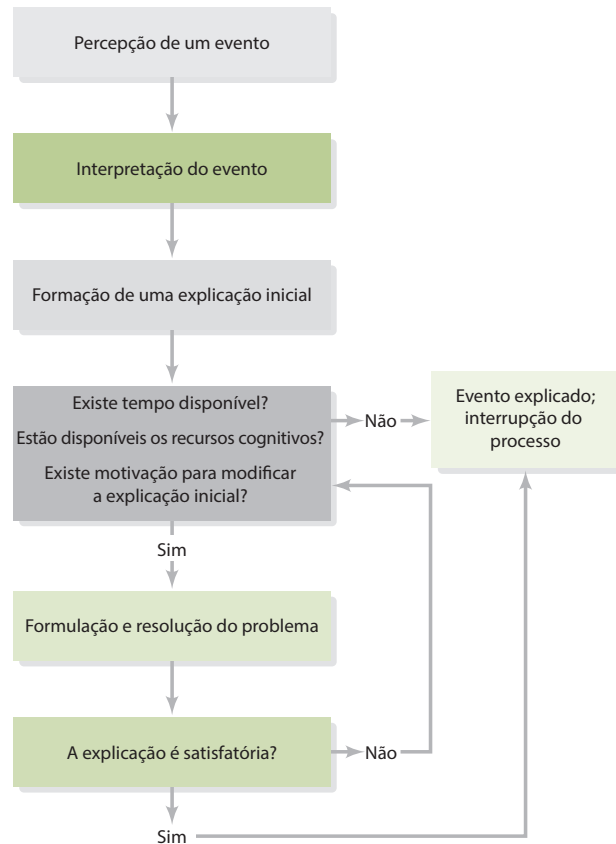 Percepção de um evento
Interpretação do evento
Formação de uma explicação inicial
Existe tempo disponível?
Estão disponíveis os recursos cognitivos?
Existe motivação para modificar
a explicação inicial?
Não
Evento explicado;
interrupção do
processo
Sim
Formulação e resolução do problema
A explicação é satisfatória?
Não
Sim